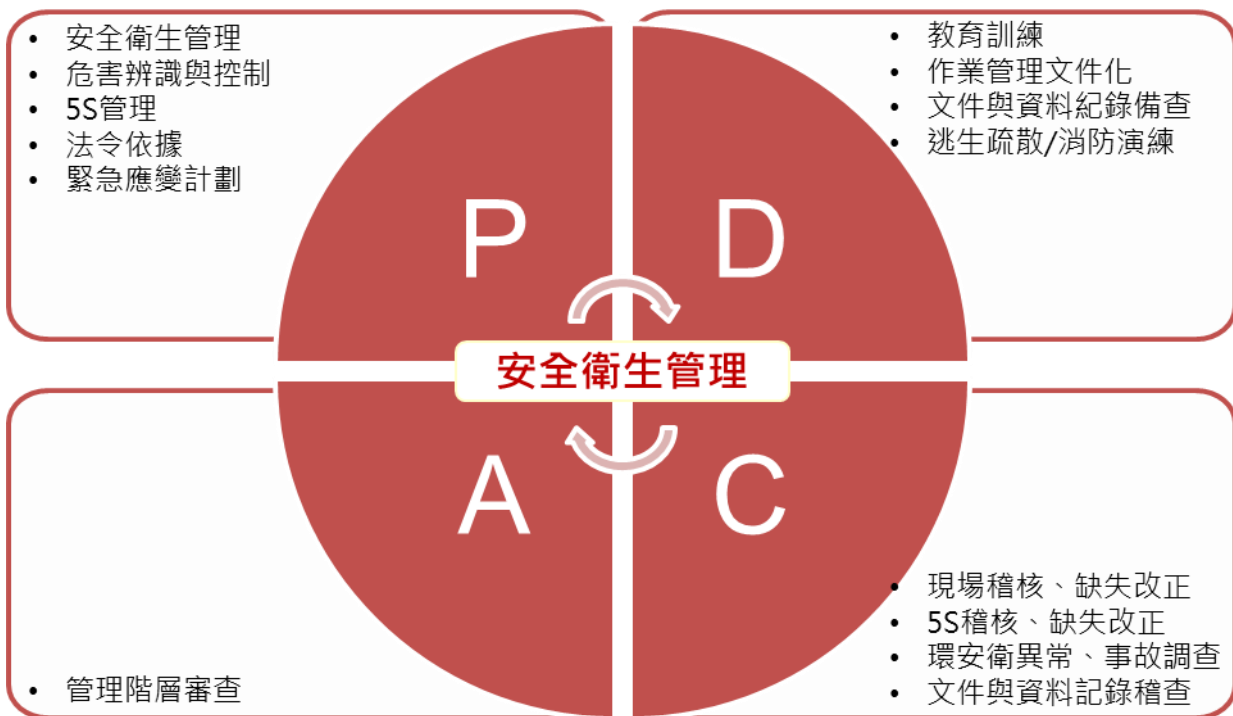 • 安全衛生管理
• 危害辨識與控制
• 5S管理
• 法令依據
• 緊急應變計劃
• 教育訓練
• 作業管理文件化
• 文件與資料紀錄備查
• 逃生疏散/消防演練
P
D
安全衛生管理
A
C
• 管理階層審查
• 現場稽核、缺失改正
• 5S稽核、缺失改正
• 環安衛異常、事故調查
• 文件與資料記錄稽查